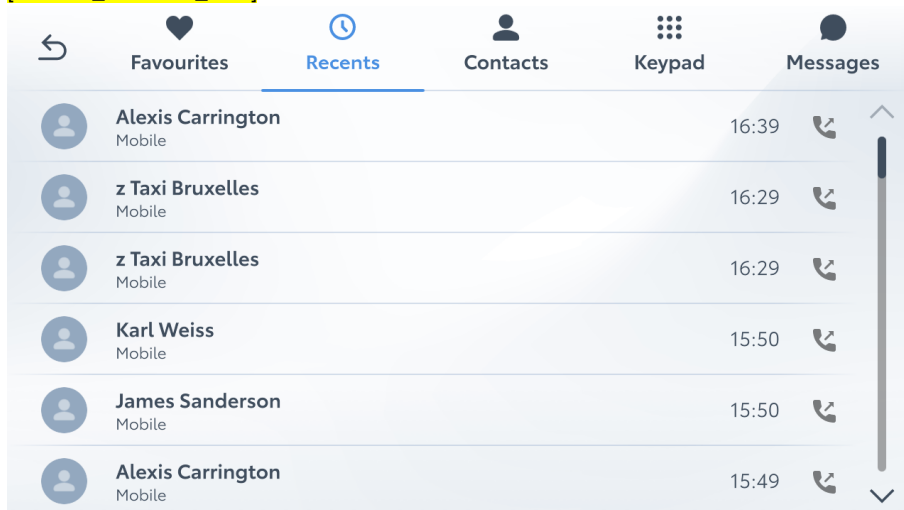 Favourites
Recents
Contacts
Keypad
Messages
Alexis Carrington
Mobile
16:39
z Taxi Bruxelles
Mobile
16:29
z Taxi Bruxelles
Mobile
16:29
Karl Weiss
Mobile
15:50
James Sanderson
Mobile
15:50
Alexis Carrington
Mobile
15:49